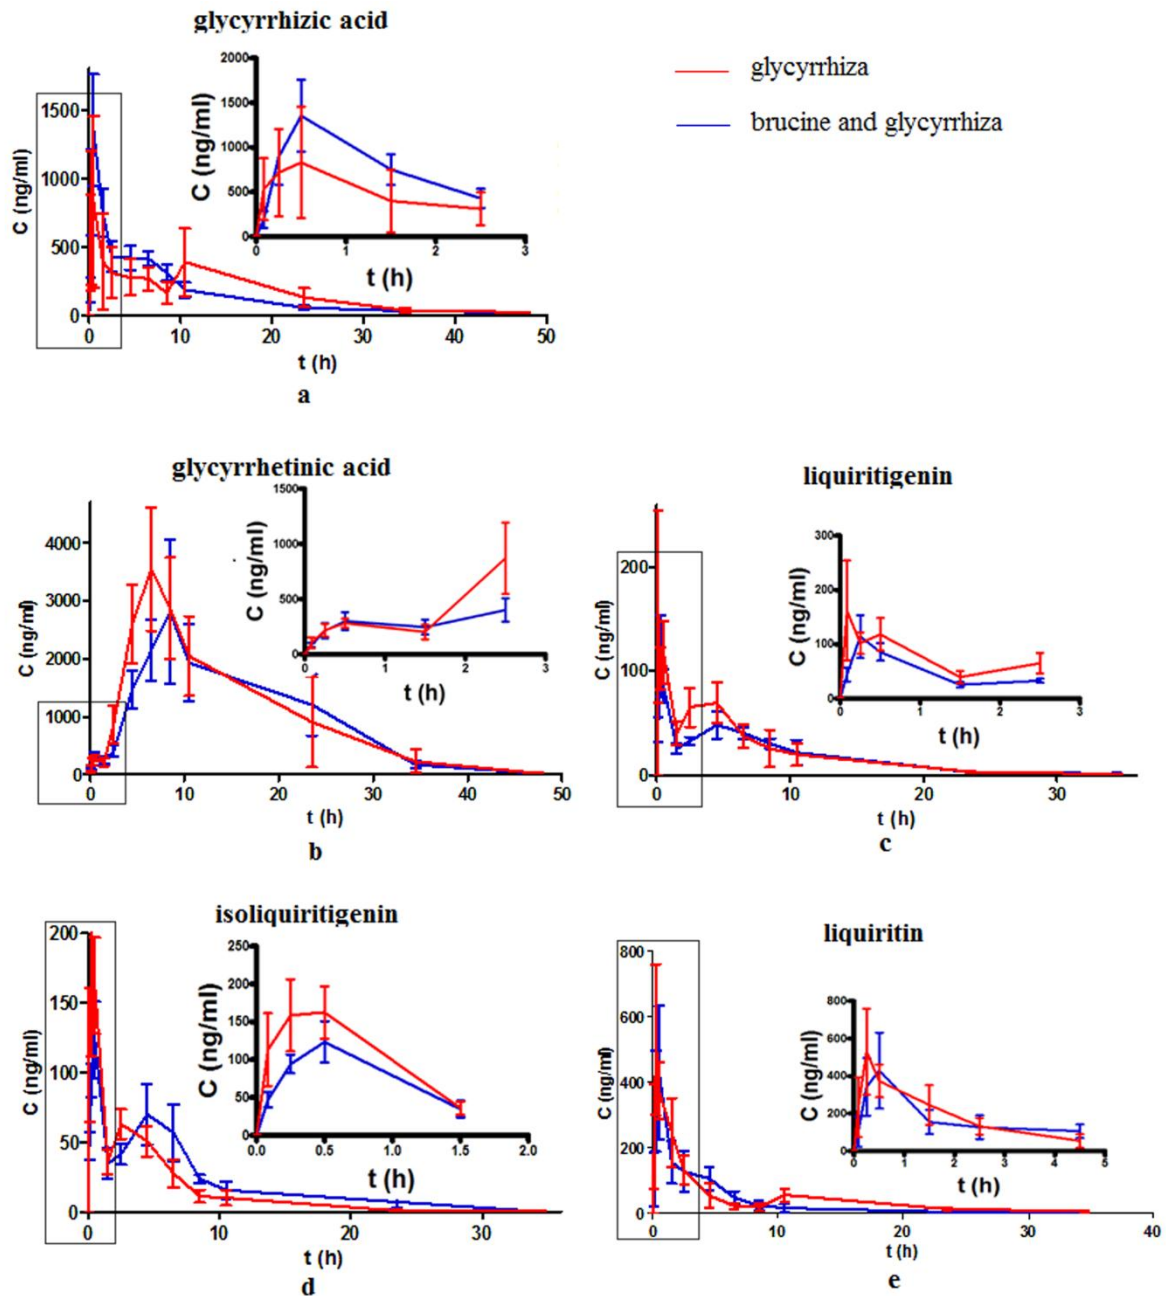 glycyrrhizic acid
glycyrrhiza
brucine and glycyrrhiza
C (ng/ml)
1500
1000
500
0
0
10
20
30
40
50
t (h)
C (ng/ml)
2000
1500
1000
500
0
0
1
2
3
t (h)
a
glycyrrhetinic acid
C (ng/ml)
4000
3000
2000
1000
0
0
10
20
30
40
50
t (h)
C (ng/ml)
1500
1000
500
0
0
1
2
3
t (h)
b
liquiritigenin
C (ng/ml)
200
100
0
0
10
20
30
t (h)
C (ng/ml)
300
200
100
0
0
1
2
3
t (h)
c
isoliquiritigenin
C (ng/ml)
200
150
100
50
0
0
10
20
30
t (h)
C (ng/ml)
250
200
150
100
50
0
0.0
0.5
1.0
1.5
2.0
t (h)
d
liquiritin
C (ng/ml)
800
600
400
200
0
0
10
20
30
40
t (h)
C (ng/ml)
800
600
400
200
0
0
1
2
3
4
5
t (h)
e